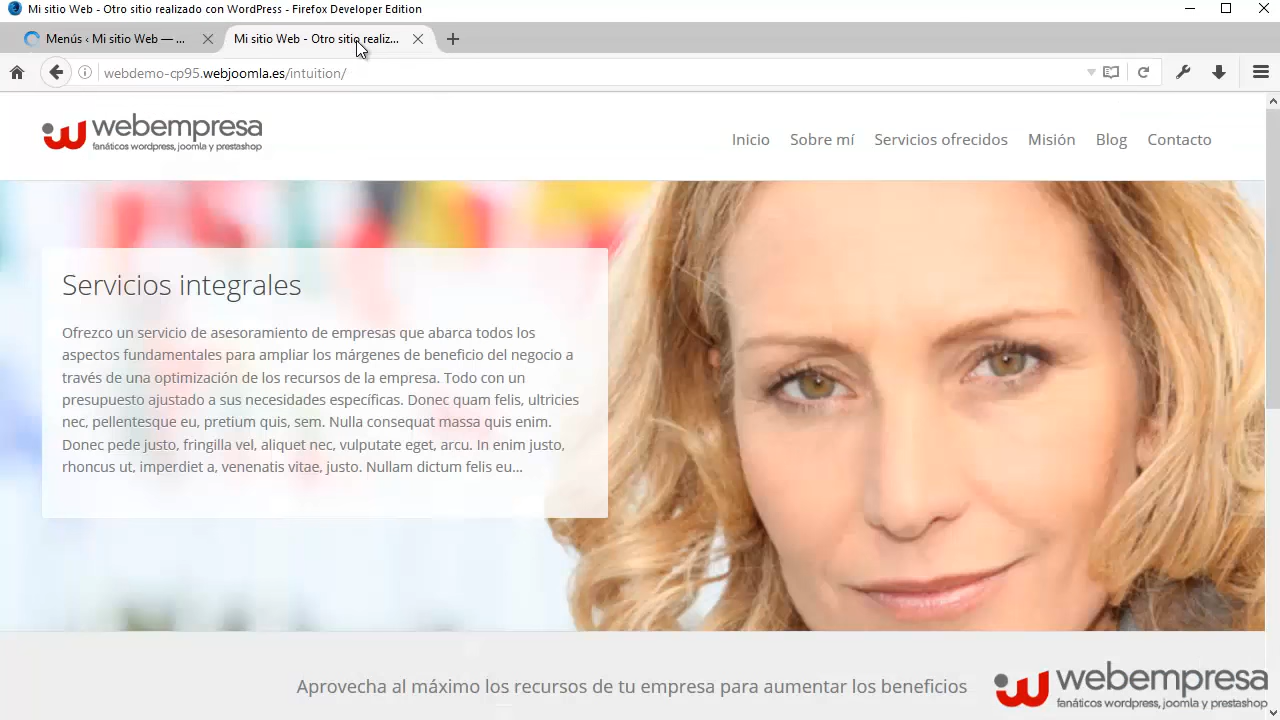 Mi sitio Web - Otro sitio realizado con WordPress - Firefox Developer Edition
Menús ‹ Mi sitio Web — ...
Mi sitio Web - Otro sitio realiz...
webdemo-cp95.webjoomla.es/intuition/
webempresa
fanáticos wordpress, joomla y prestashop
Inicio
Sobre mí
Servicios ofrecidos
Misión
Blog
Contacto
Servicios integrales
Ofrezco un servicio de asesoramiento de empresas que abarca todos los
aspectos fundamentales para ampliar los márgenes de beneficio del negocio a
través de una optimización de los recursos de la empresa. Todo con un
presupuesto ajustado a sus necesidades específicas. Donec quam felis, ultricies
nec, pellentesque eu, pretium quis, sem. Nulla consequat massa quis enim.
Donec pede justo, fringilla vel, aliquet nec, vulputate eget, arcu. In enim justo,
rhoncus ut, imperdiet a, venenatis vitae, justo. Nullam dictum felis eu...
Aprovecha al máximo los recursos de tu empresa para aumentar los beneficios
webempresa
fanáticos wordpress, joomla y prestashop